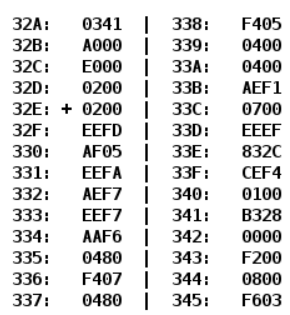 32A:   0341 | 338:   F405
32B:   A000 | 339:   0400
32C:   E000 | 33A:   0400
32D:   0200 | 33B:   AEF1
32E: + 0200 | 33C:   0700
32F:   EEFD | 33D:   EEEF
330:   AF05 | 33E:   832C
331:   EEFA | 33F:   CEF4
332:   AEF7 | 340:   0100
333:   EEF7 | 341:   B328
334:   AAF6 | 342:   0000
335:   0480 | 343:   F200
336:   F407 | 344:   0800
337:   0480 | 345:   F603